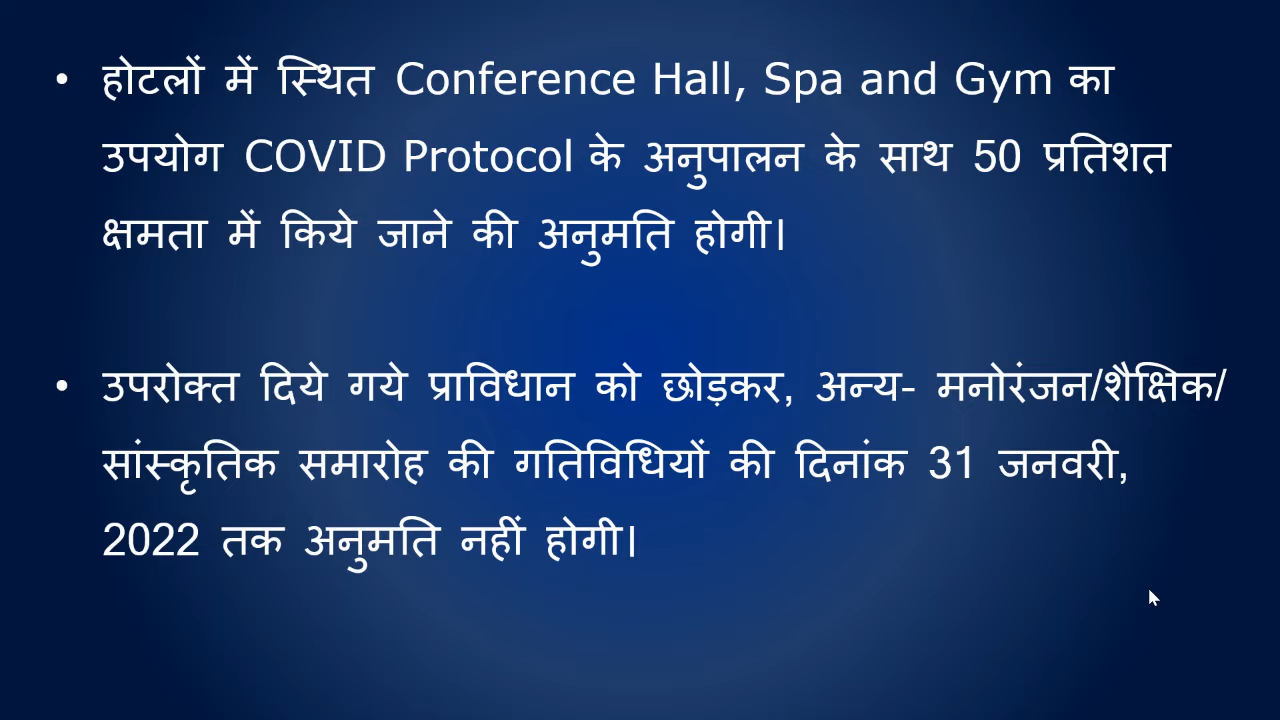 • होटलों में स्थित Conference Hall, Spa and Gym का
उपयोग COVID Protocol के अनुपालन के साथ 50 प्रतिशत
क्षमता में किये जाने की अनुमति होगी।
• उपरोक्त दिये गये प्राविधान को छोड़कर, अन्य- मनोरंजन/शैक्षिक/
सांस्कृतिक समारोह की गतिविधियों की दिनांक 31 जनवरी,
2022 तक अनुमति नहीं होगी।